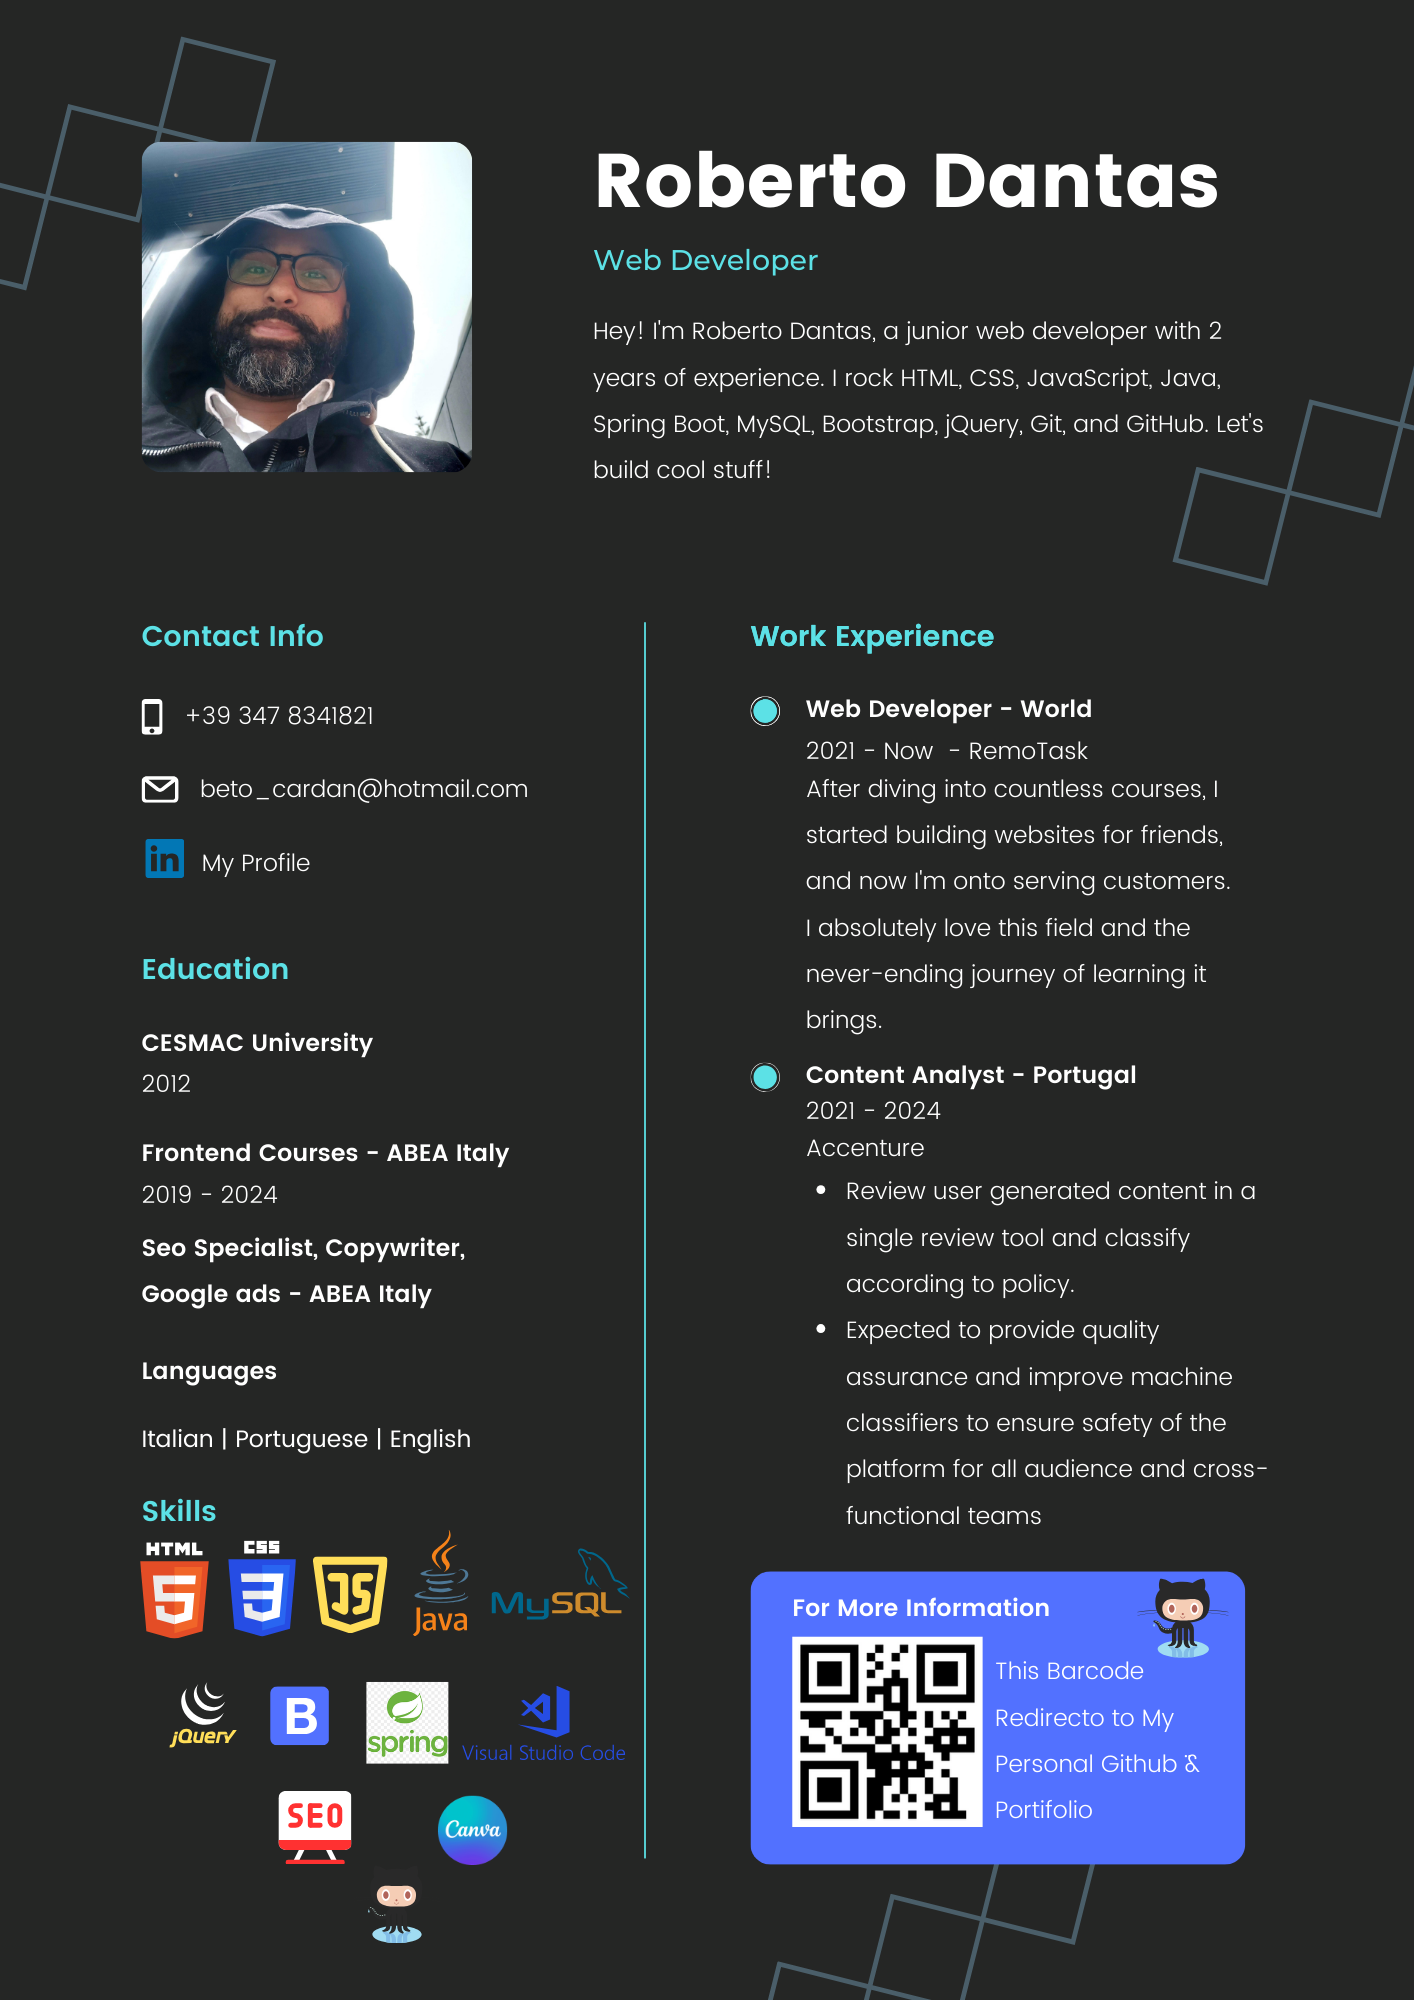 Roberto Dantas
Web Developer
Hey! I'm Roberto Dantas, a junior web developer with 2
years of experience. I rock HTML, CSS, JavaScript, Java,
Spring Boot, MySQL, Bootstrap, jQuery, Git, and GitHub. Let's
build cool stuff!
Contact Info
+39 347 8341821
beto_cardan@hotmail.com
in My Profile
Education
CESMAC University
2012
Frontend Courses - ABEA Italy
2019 - 2024
Seo Specialist, Copywriter,
Google ads - ABEA Italy
Languages
Italian | Portuguese | English
Skills
HTML
5
CSS
3
JS
Java
MySQL
jQuery
B
spring
Visual Studio Code
SEO
Canva
Work Experience
Web Developer - World
2021 - Now - RemoTask
After diving into countless courses, I
started building websites for friends,
and now I'm onto serving customers.
I absolutely love this field and the
never-ending journey of learning it
brings.
Content Analyst - Portugal
2021 - 2024
Accenture
• Review user generated content in a
single review tool and classify
according to policy.
• Expected to provide quality
assurance and improve machine
classifiers to ensure safety of the
platform for all audience and cross-
functional teams
For More Information
This Barcode
Redirecto to My
Personal Github &
Portifolio